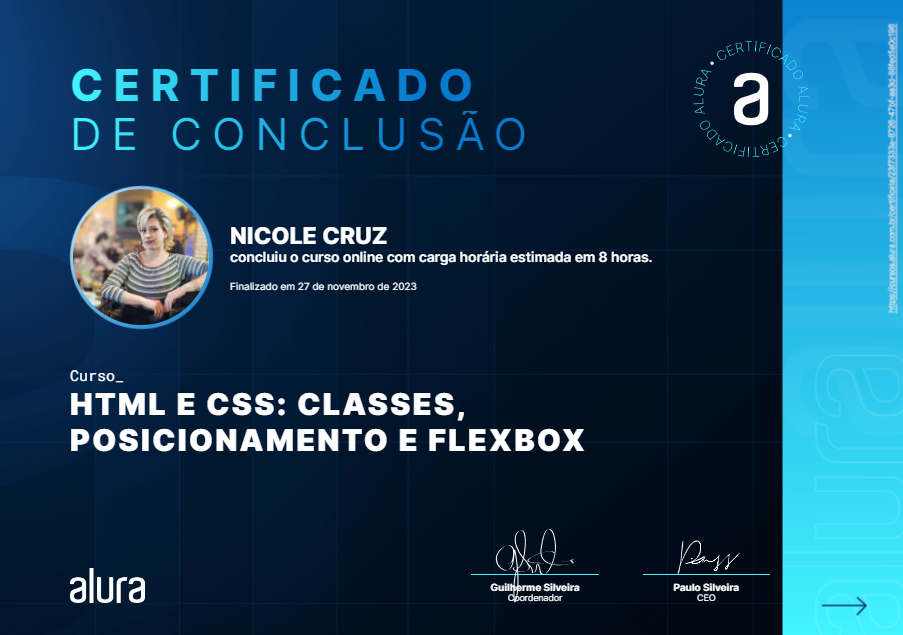 CERTIFICADO
DE CONCLUSÃO
CERTIFICADO ALURA • CERTIFICADO ALURA •
a
NICOLE CRUZ
concluiu o curso online com carga horária estimada em 8 horas.
Finalizado em 27 de novembro de 2023
Curso_
HTML E CSS: CLASSES,
POSICIONAMENTO E FLEXBOX
alura
Guilherme Silveira
Coordenador
Paulo Silveira
CEO
alura